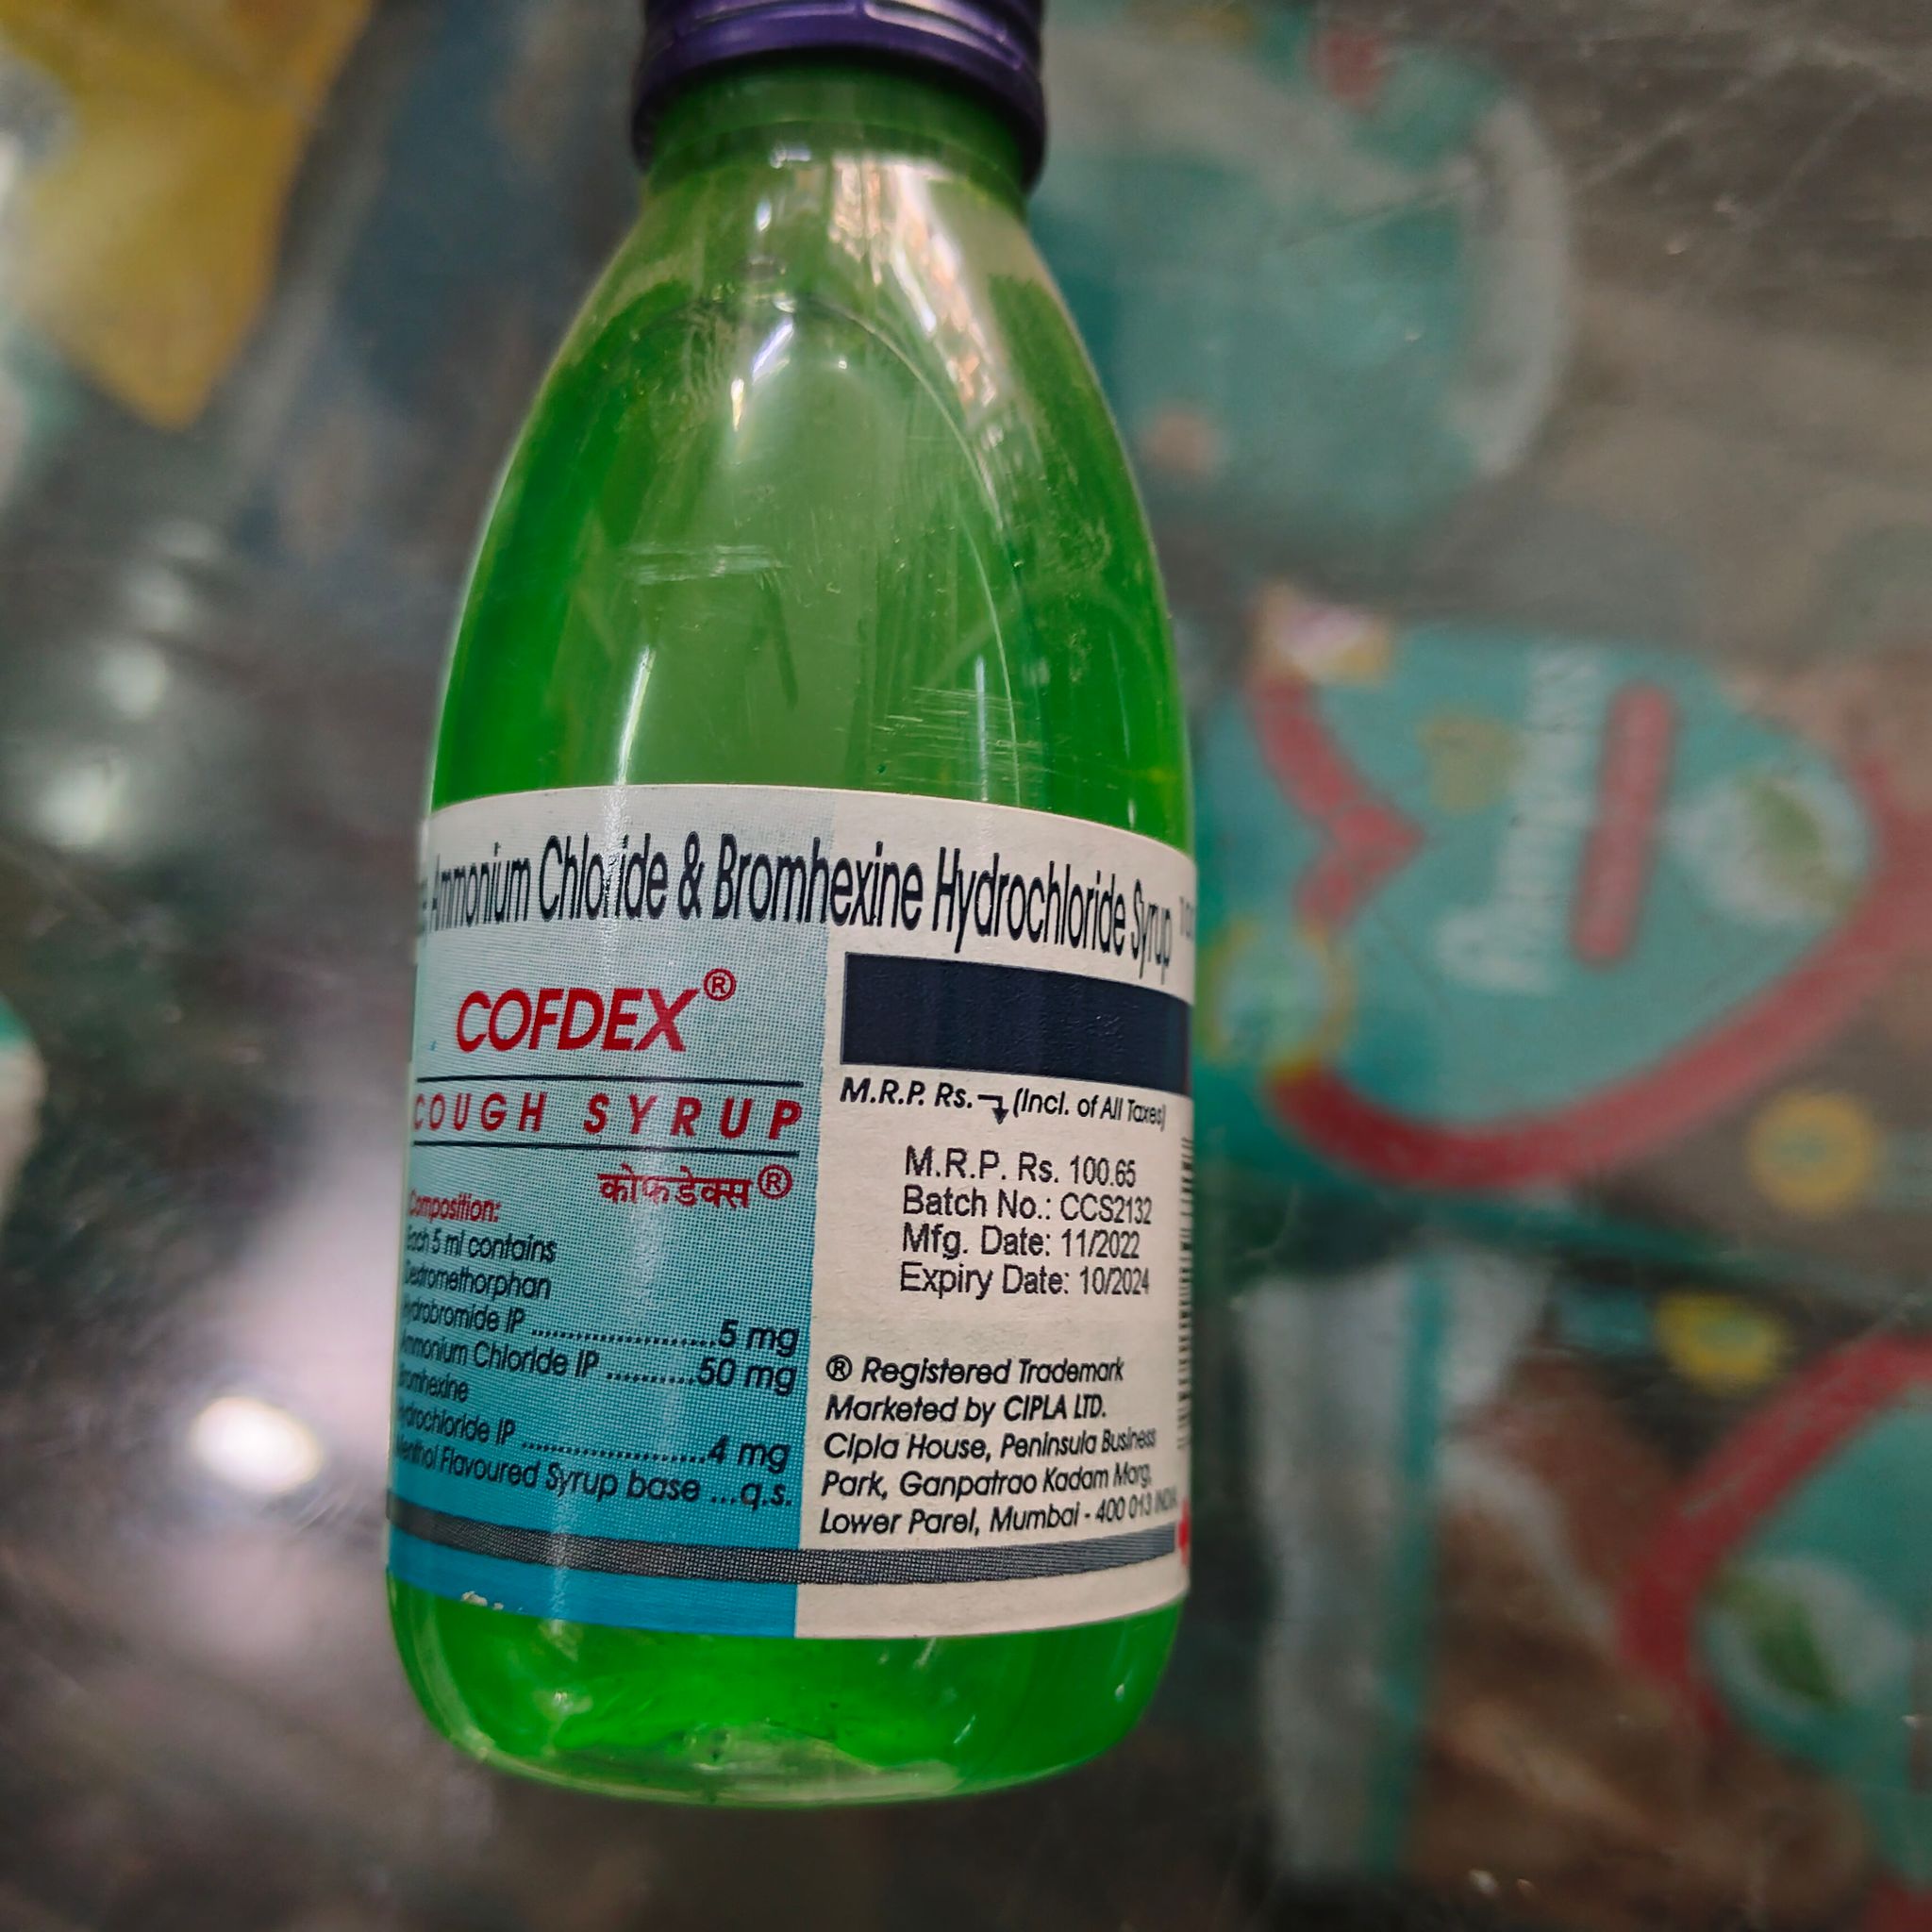 Ammonium Chloride & Bromhexine Hydrochloride Syrup
COFDEX®
COUGH SYRUP
कोफडेक्स®
Composition:
Each 5 ml contains
Dextromethorphan
Hydrobromide IP ........................5 mg
Ammonium Chloride IP ...........50 mg
Bromhexine
Hydrochloride IP ........................4 mg
Menthol Flavoured Syrup base ...q.s.
M.R.P. Rs. (Incl. of All Taxes)
M.R.P. Rs. 100.65
Batch No.: CCS2132
Mfg. Date: 11/2022
Expiry Date: 10/2024
® Registered Trademark
Marketed by CIPLA LTD.
Cipla House, Peninsula Business
Park, Ganpatrao Kadam Marg,
Lower Parel, Mumbai - 400 013 INDIA
Pampers